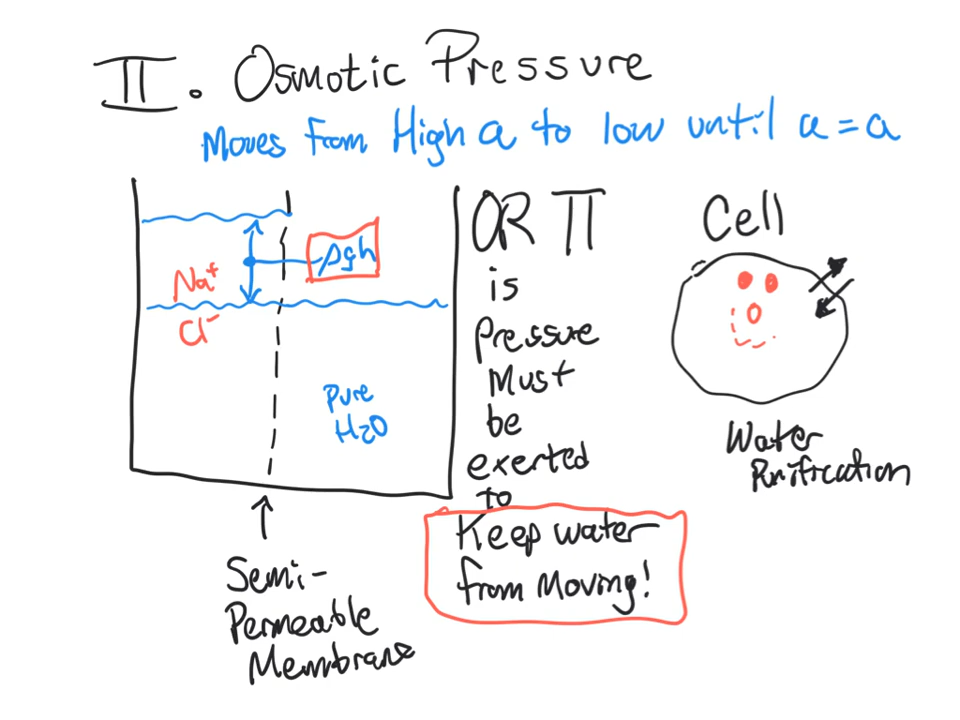 II. Osmotic Pressure
Moves from High a to low until a = a
ρgh
Na⁺
Cl⁻
Pure
H2O
Semi-
Permeable
Membrane
OR Π
is
Pressure
Must
be
exerted
to
Keep water
from Moving!
Cell
Water
Purification